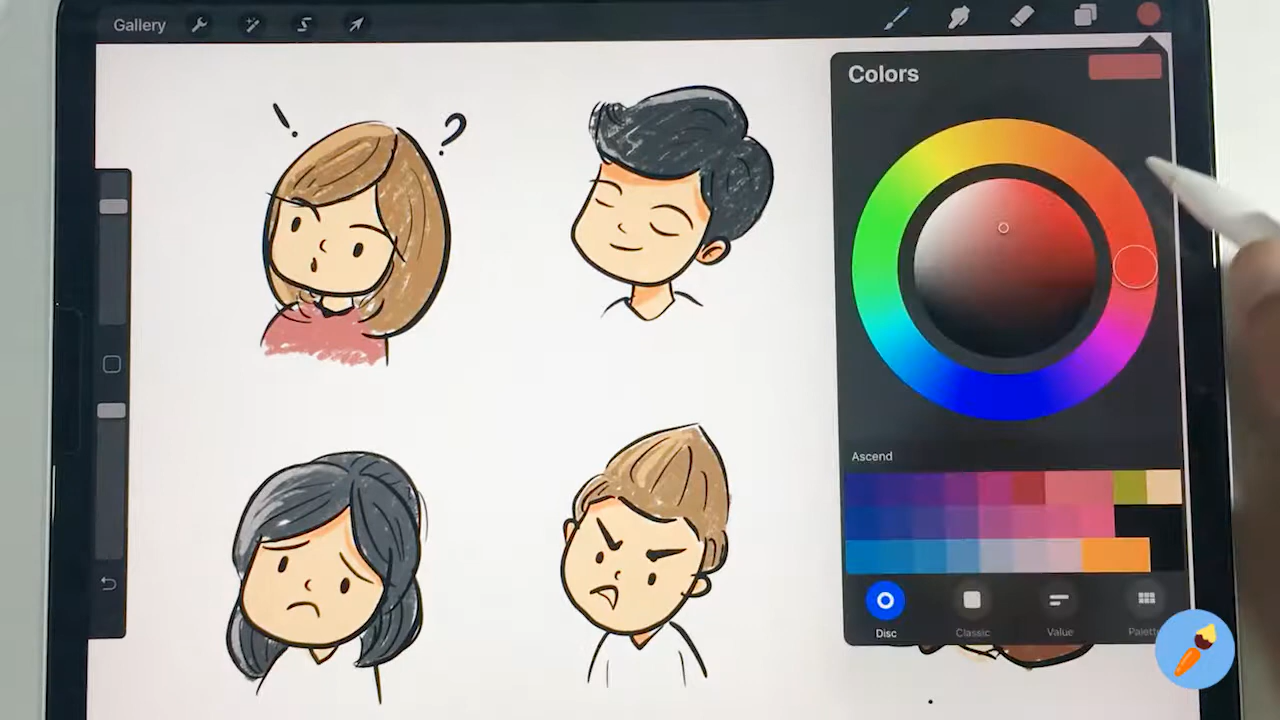 Gallery
!
?
Colors
Ascend
Disc
Classic
Value
Palette